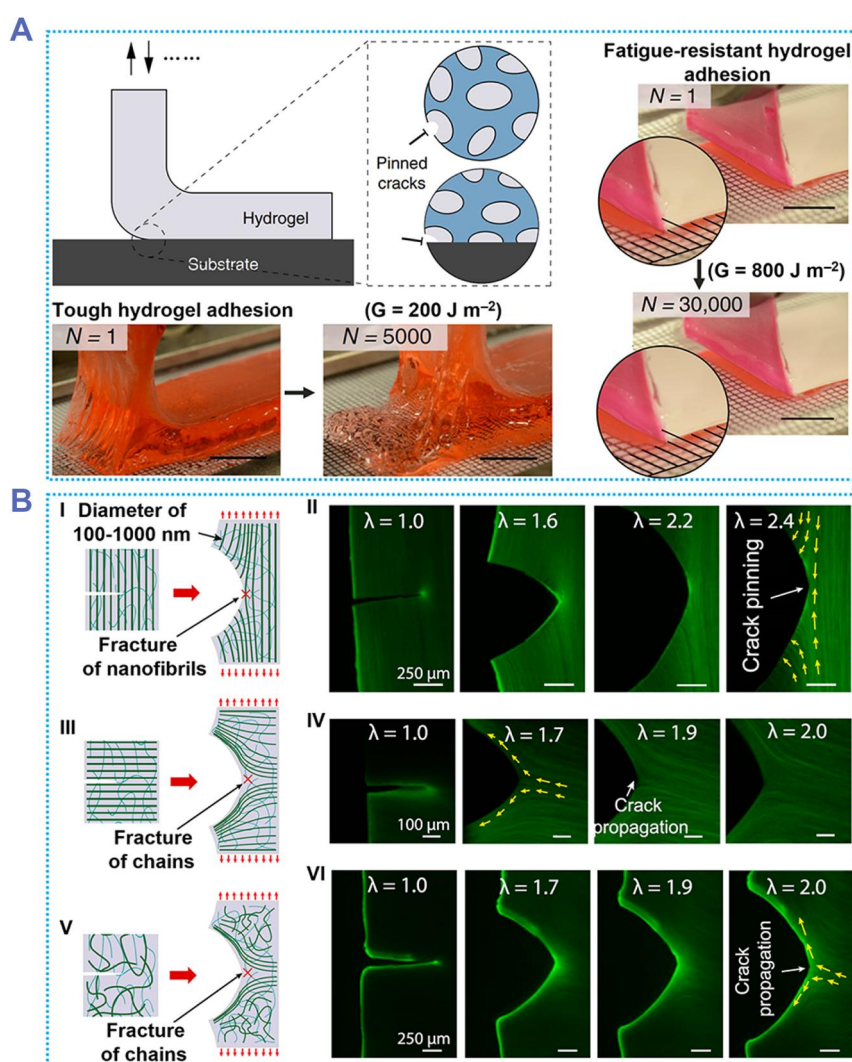 A
......
Pinned
cracks
Hydrogel
Substrate
Fatigue-resistant hydrogel
adhesion
N = 1
(G = 800 J m⁻²)
N = 30,000
Tough hydrogel adhesion
(G = 200 J m⁻²)
N = 1
N = 5000
B
I
Diameter of
100-1000 nm
Fracture
of nanofibrils
II
λ = 1.0
λ = 1.6
λ = 2.2
λ = 2.4
Crack pinning
250 μm
III
Fracture
of chains
IV
λ = 1.0
λ = 1.7
λ = 1.9
λ = 2.0
Crack
propagation
100 μm
V
Fracture
of chains
VI
λ = 1.0
λ = 1.7
λ = 1.9
λ = 2.0
Crack
propagation
250 μm